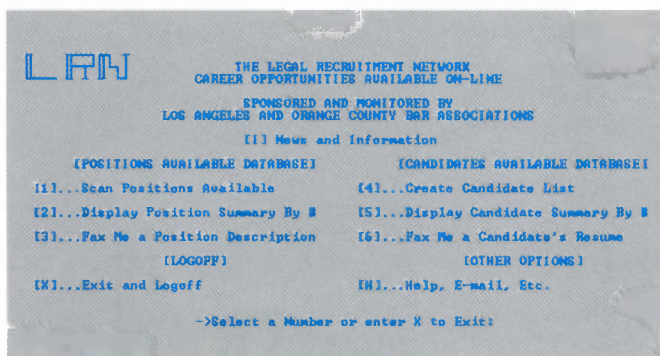 LRN
THE LEGAL RECRUITMENT NETWORK
CAREER OPPORTUNITIES AVAILABLE ON-LINE
SPONSORED AND MONITORED BY
LOS ANGELES AND ORANGE COUNTY BAR ASSOCIATIONS
[I] News and Information
[POSITIONS AVAILABLE DATABASE] [CANDIDATES AVAILABLE DATABASE]
[1]...Scan Positions Available [4]...Create Candidate List
[2]...Display Position Summary By # [5]...Display Candidate Summary By #
[3]...Fax Me a Position Description [6]...Fax Me a Candidate's Resume
[LOGOFF] [OTHER OPTIONS]
[X]...Exit and Logoff [H]...Help, E-mail, Etc.
->Select a Number or enter X to Exit: